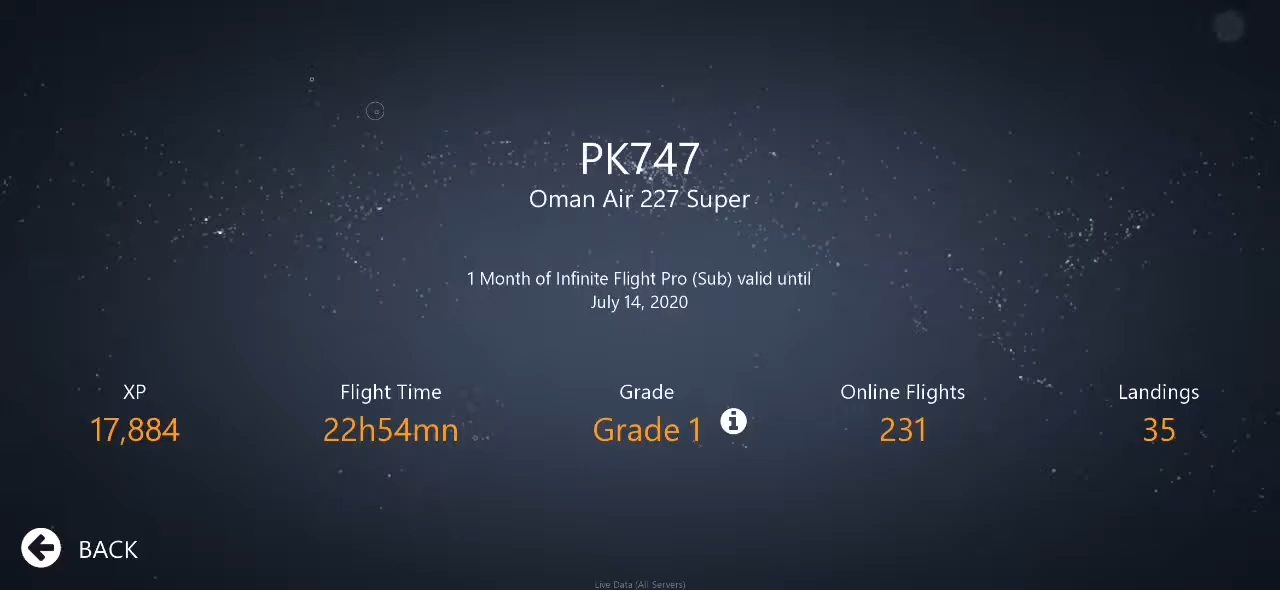 PK747
Oman Air 227 Super
1 Month of Infinite Flight Pro (Sub) valid until
July 14, 2020
XP
Flight Time
Grade
Online Flights
Landings
17,884
22h54mn
Grade 1
231
35
BACK
Live Data (All Servers)